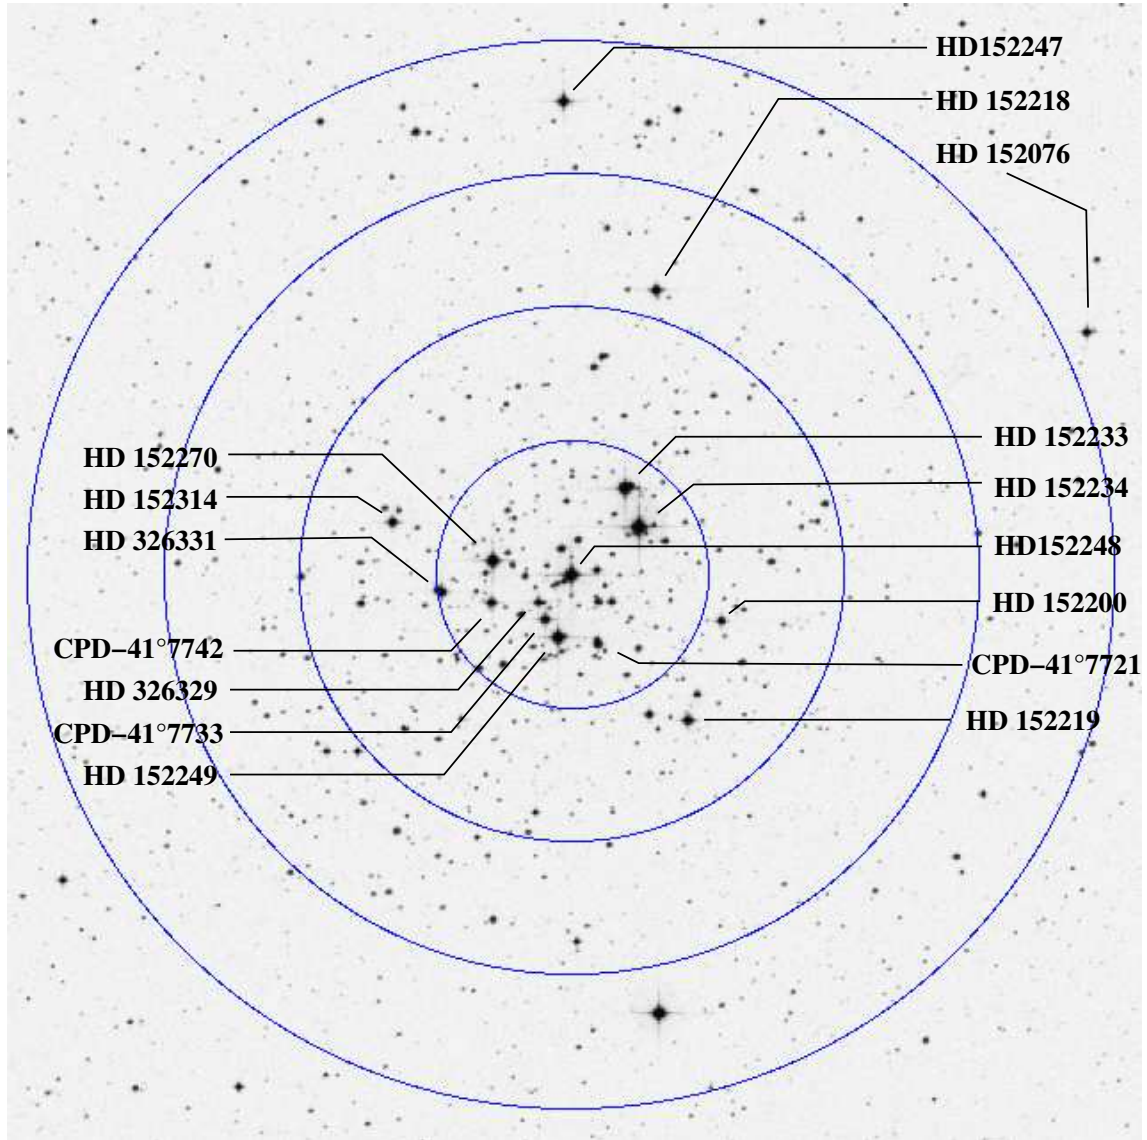 HD152247
HD 152218
HD 152076
HD 152233
HD 152270
HD 152234
HD 152314
HD 326331
HD152248
HD 152200
CPD−41°7742
CPD−41°7721
HD 326329
HD 152219
CPD−41°7733
HD 152249